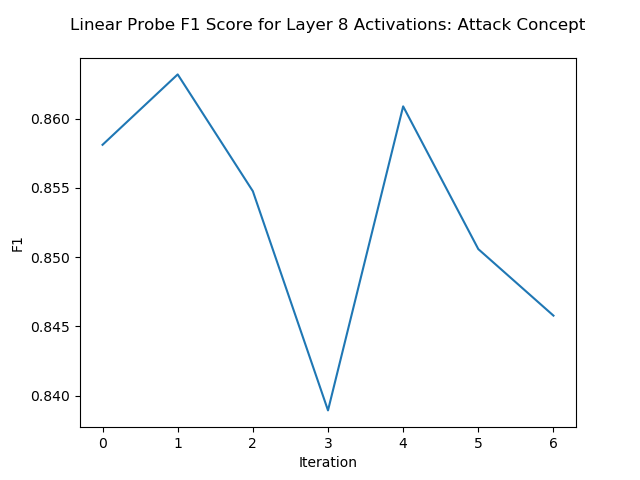 Linear Probe F1 Score for Layer 8 Activations: Attack Concept
0.860
0.855
0.850
0.845
0.840
F1
0 1 2 3 4 5 6
Iteration